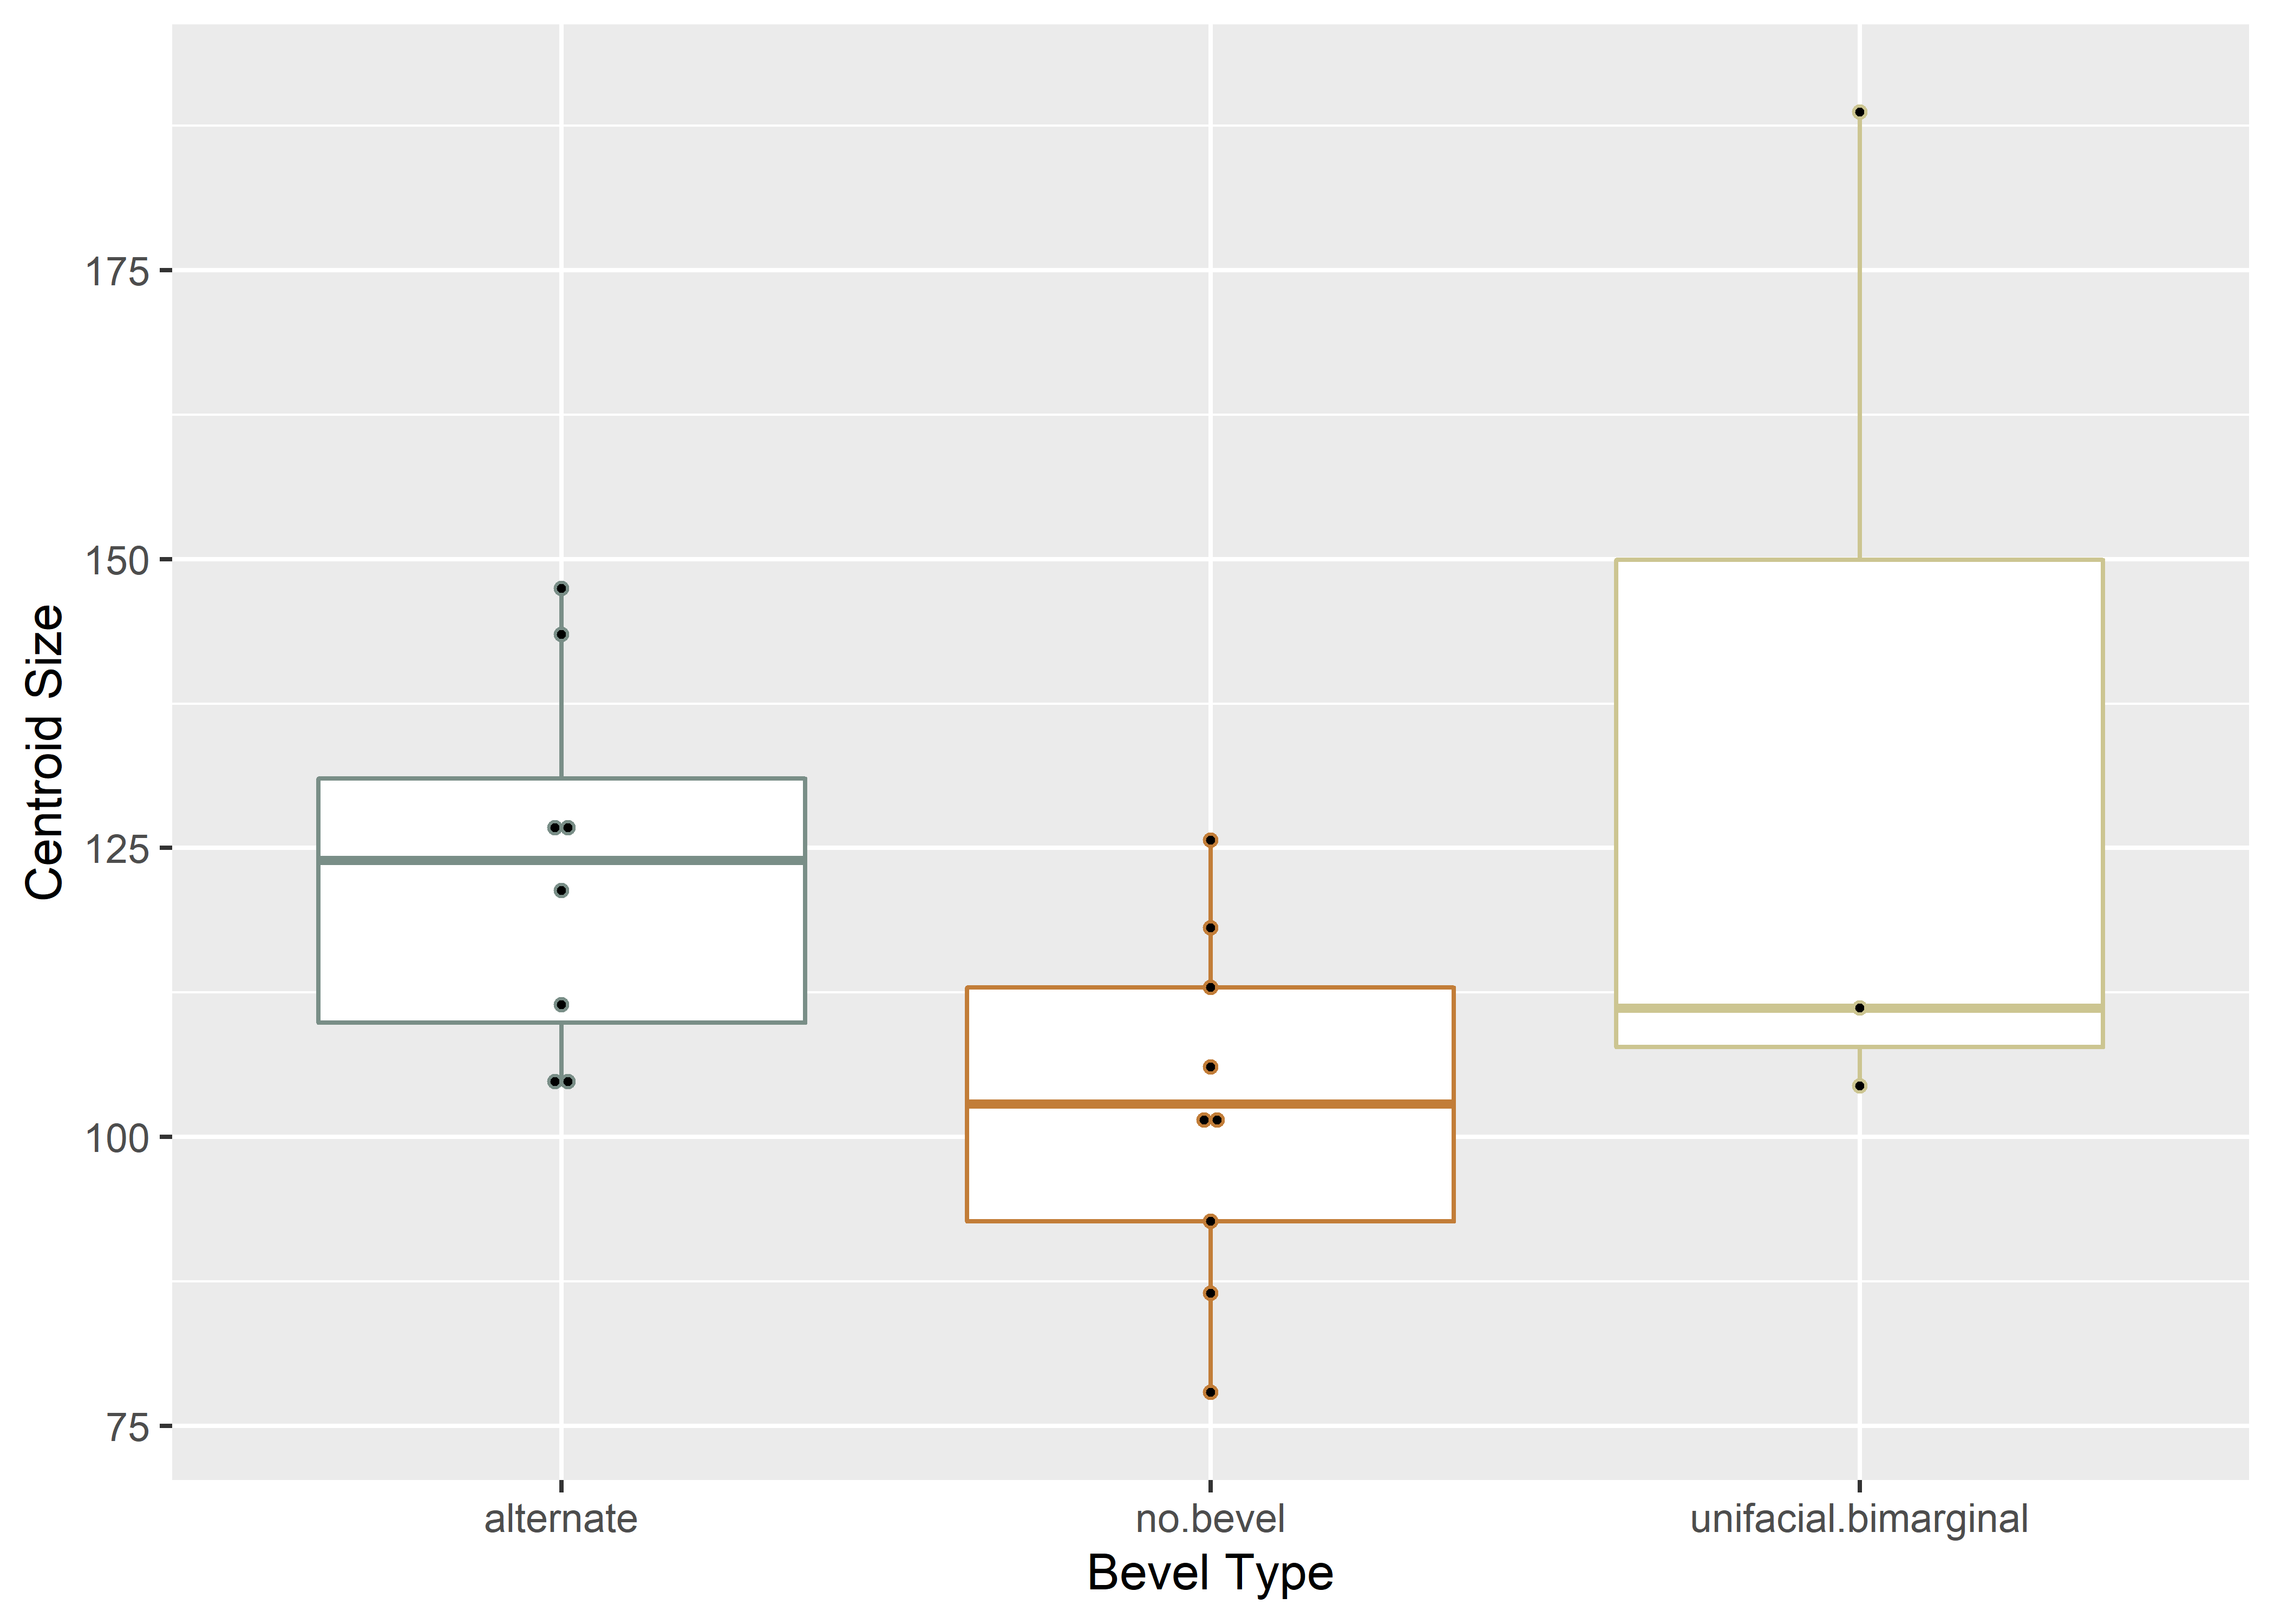 Centroid Size
175
150
125
100
75
alternate
no.bevel
unifacial.bimarginal
Bevel Type